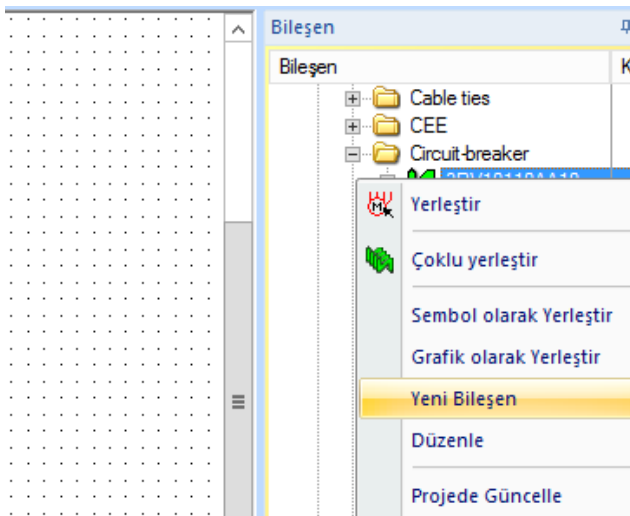 Bileşen
Bileşen K
Cable ties
CEE
Circuit-breaker
Yerleştir
Çoklu yerleştir
Sembol olarak Yerleştir
Grafik olarak Yerleştir
Yeni Bileşen
Düzenle
Projede Güncelle